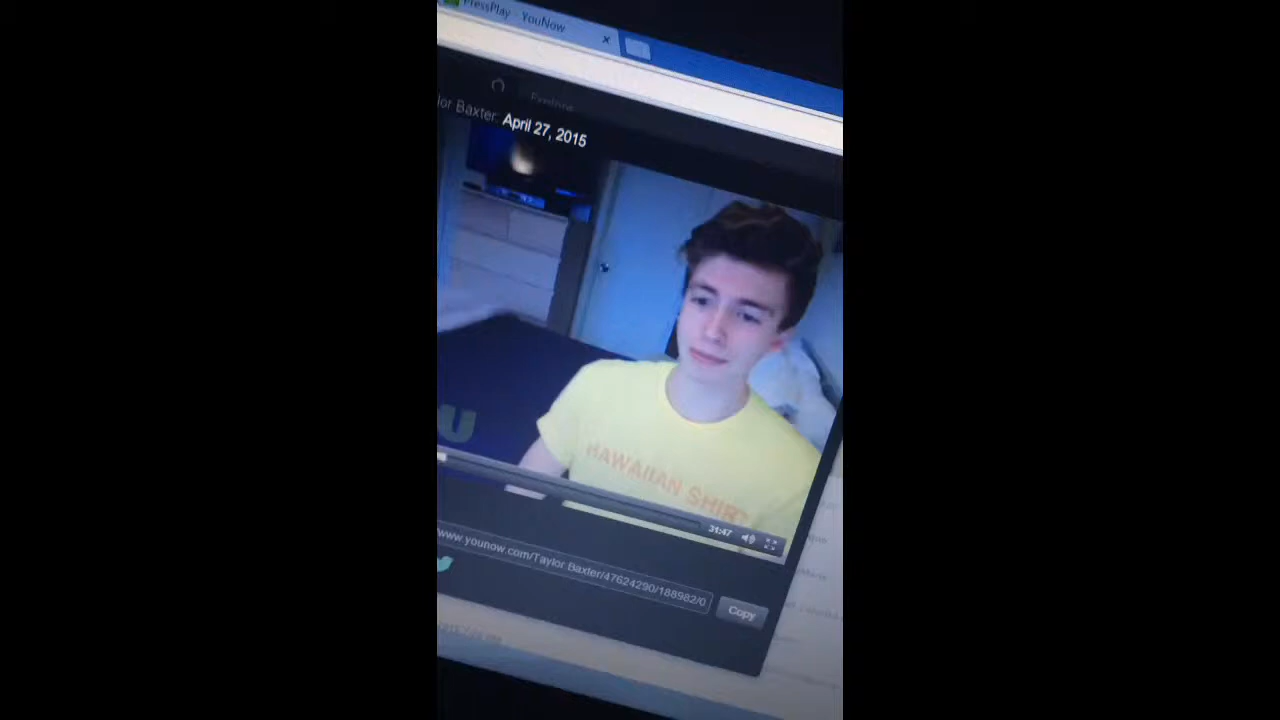 PressPlay - YouNow
Explore
lor Baxter: April 27, 2015
U
HAWAIIAN SHIRT
31:47
www.younow.com/Taylor Baxter/47624290/188982/0
Copy